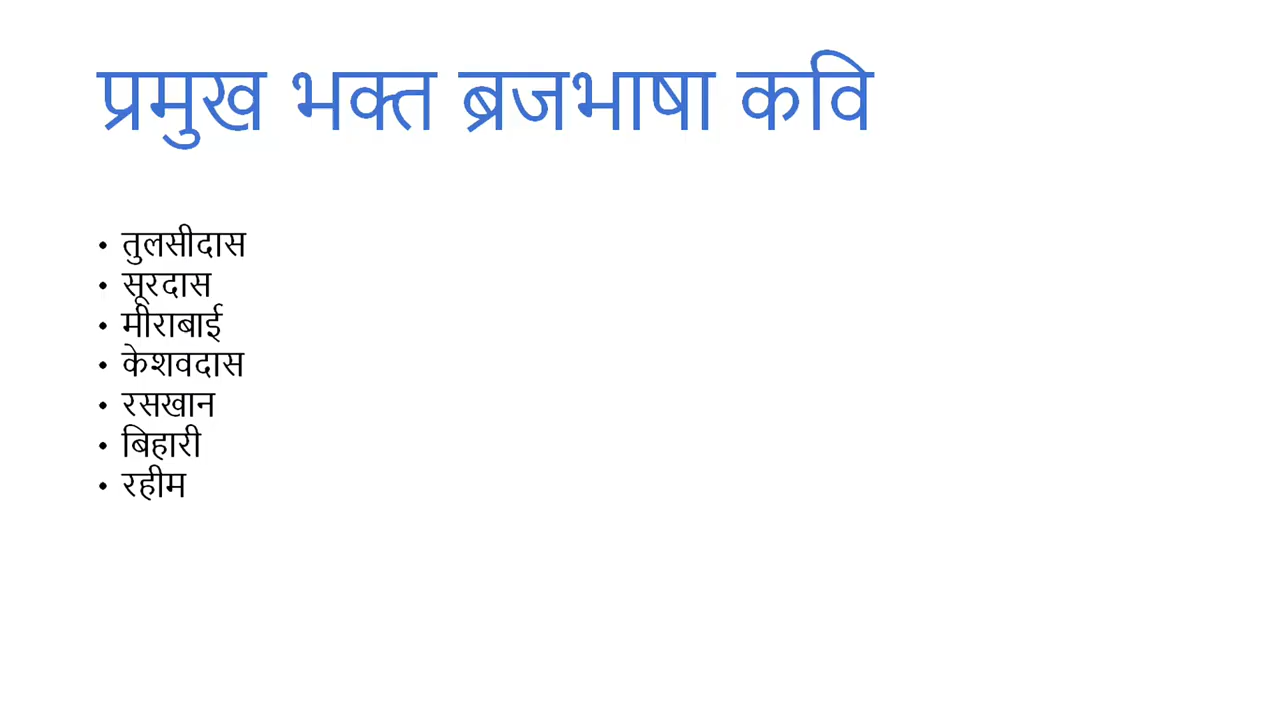 प्रमुख भक्त ब्रजभाषा कवि
• तुलसीदास
• सूरदास
• मीराबाई
• केशवदास
• रसखान
• बिहारी
• रहीम